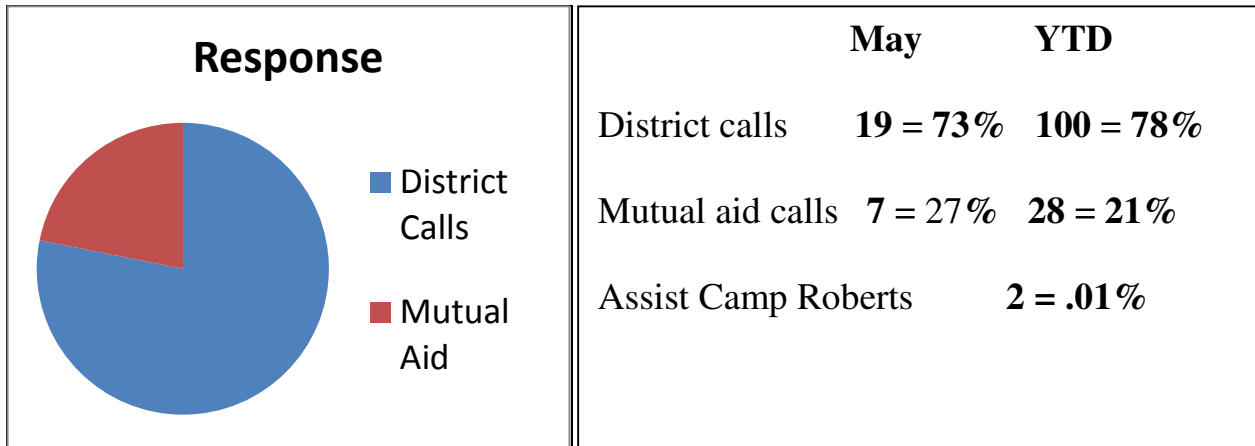 Response
District
Calls
Mutual
Aid
May YTD
District calls 19 = 73% 100 = 78%
Mutual aid calls 7 = 27% 28 = 21%
Assist Camp Roberts 2 = .01%